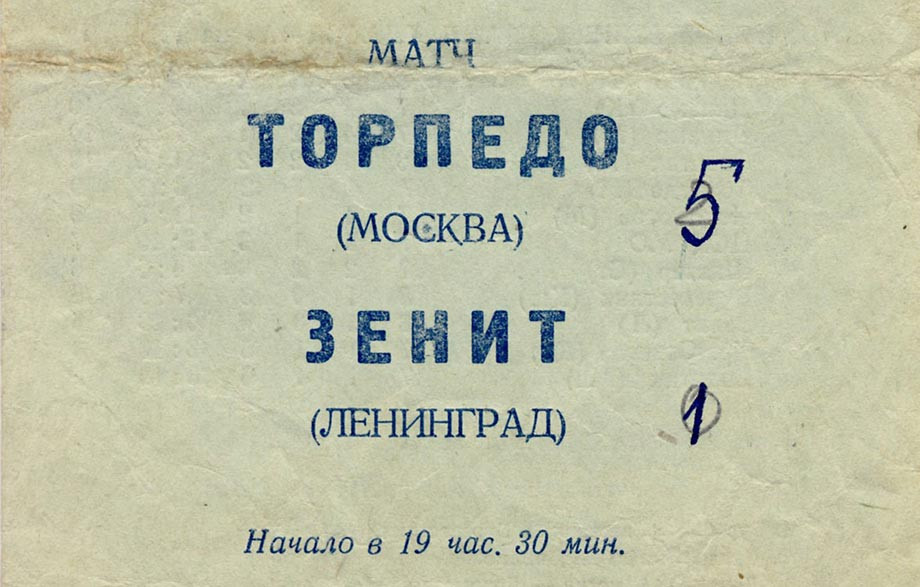 МАТЧ
ТОРПЕДО
(МОСКВА)
5
ЗЕНИТ
(ЛЕНИНГРАД)
1
Начало в 19 час. 30 мин.